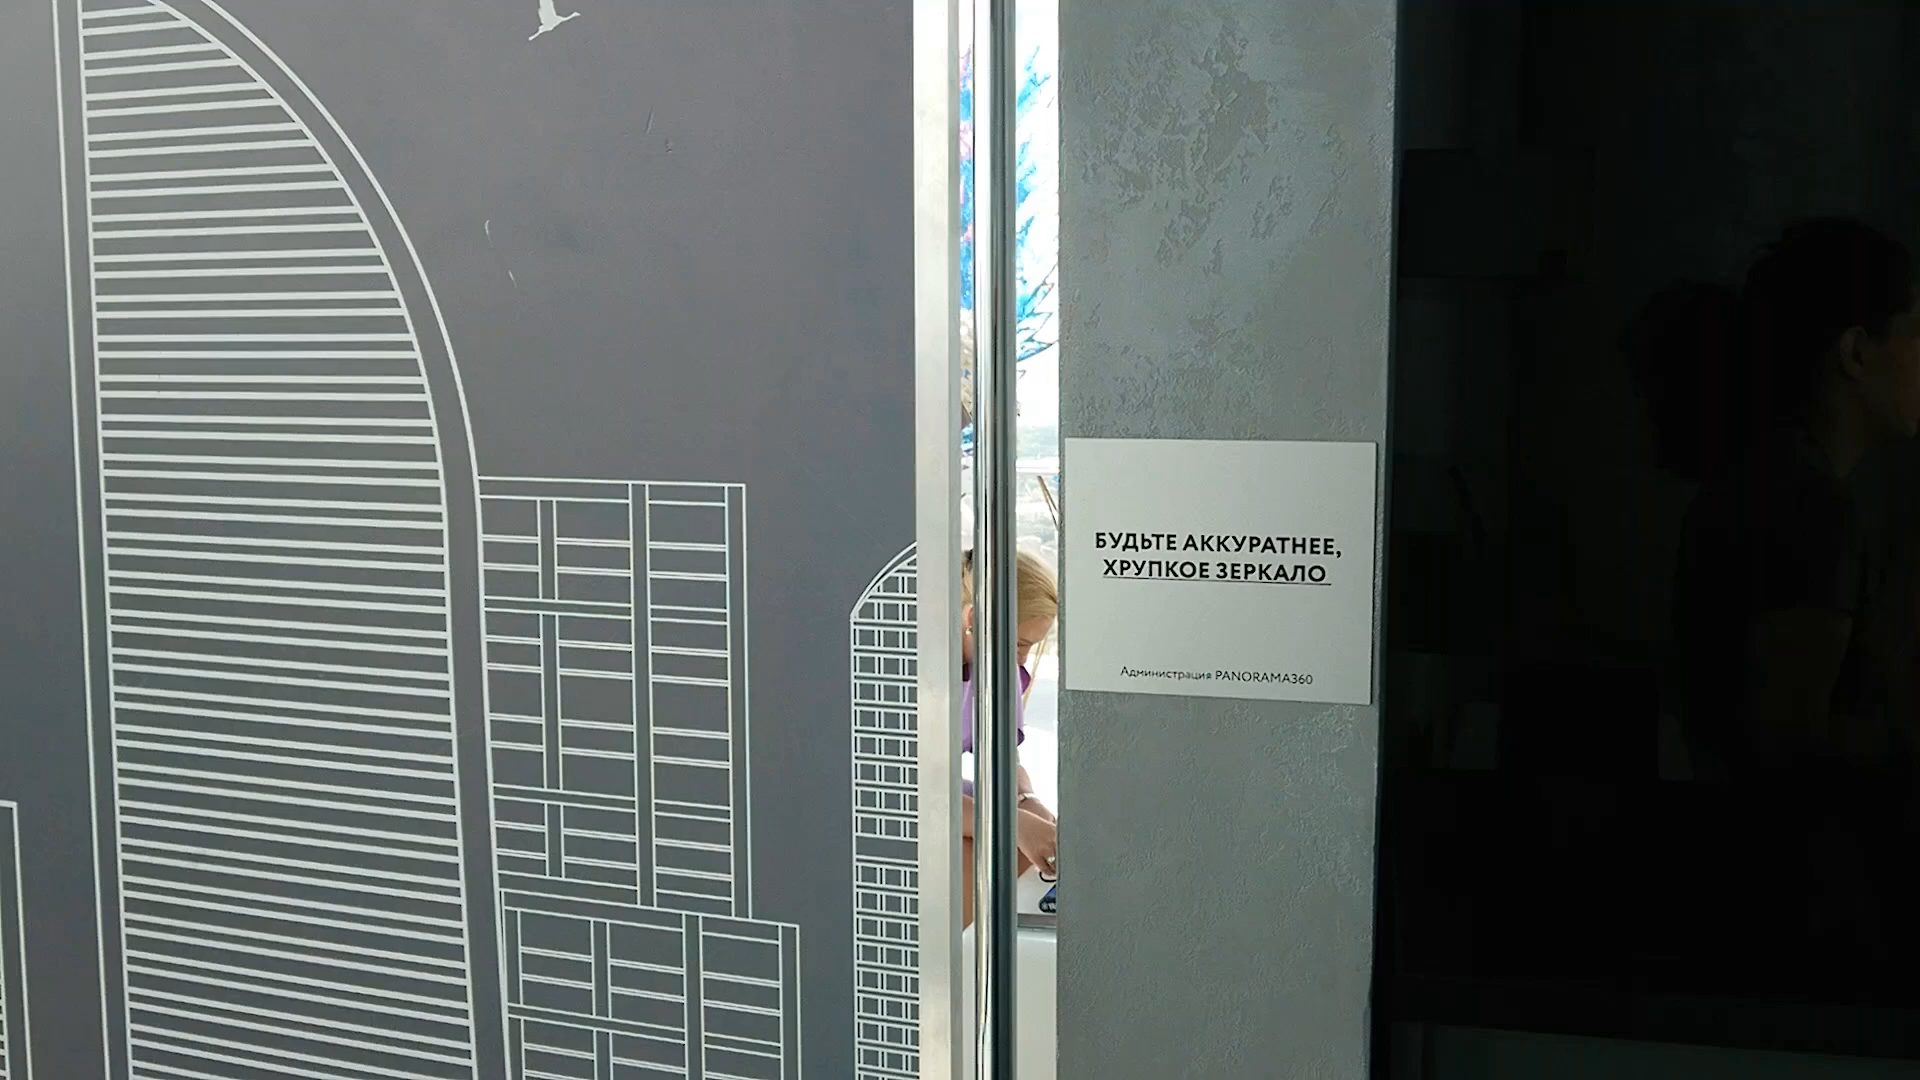 БУДЬТЕ АККУРАТНЕЕ,
ХРУПКОЕ ЗЕРКАЛО
Администрация PANORAMA360